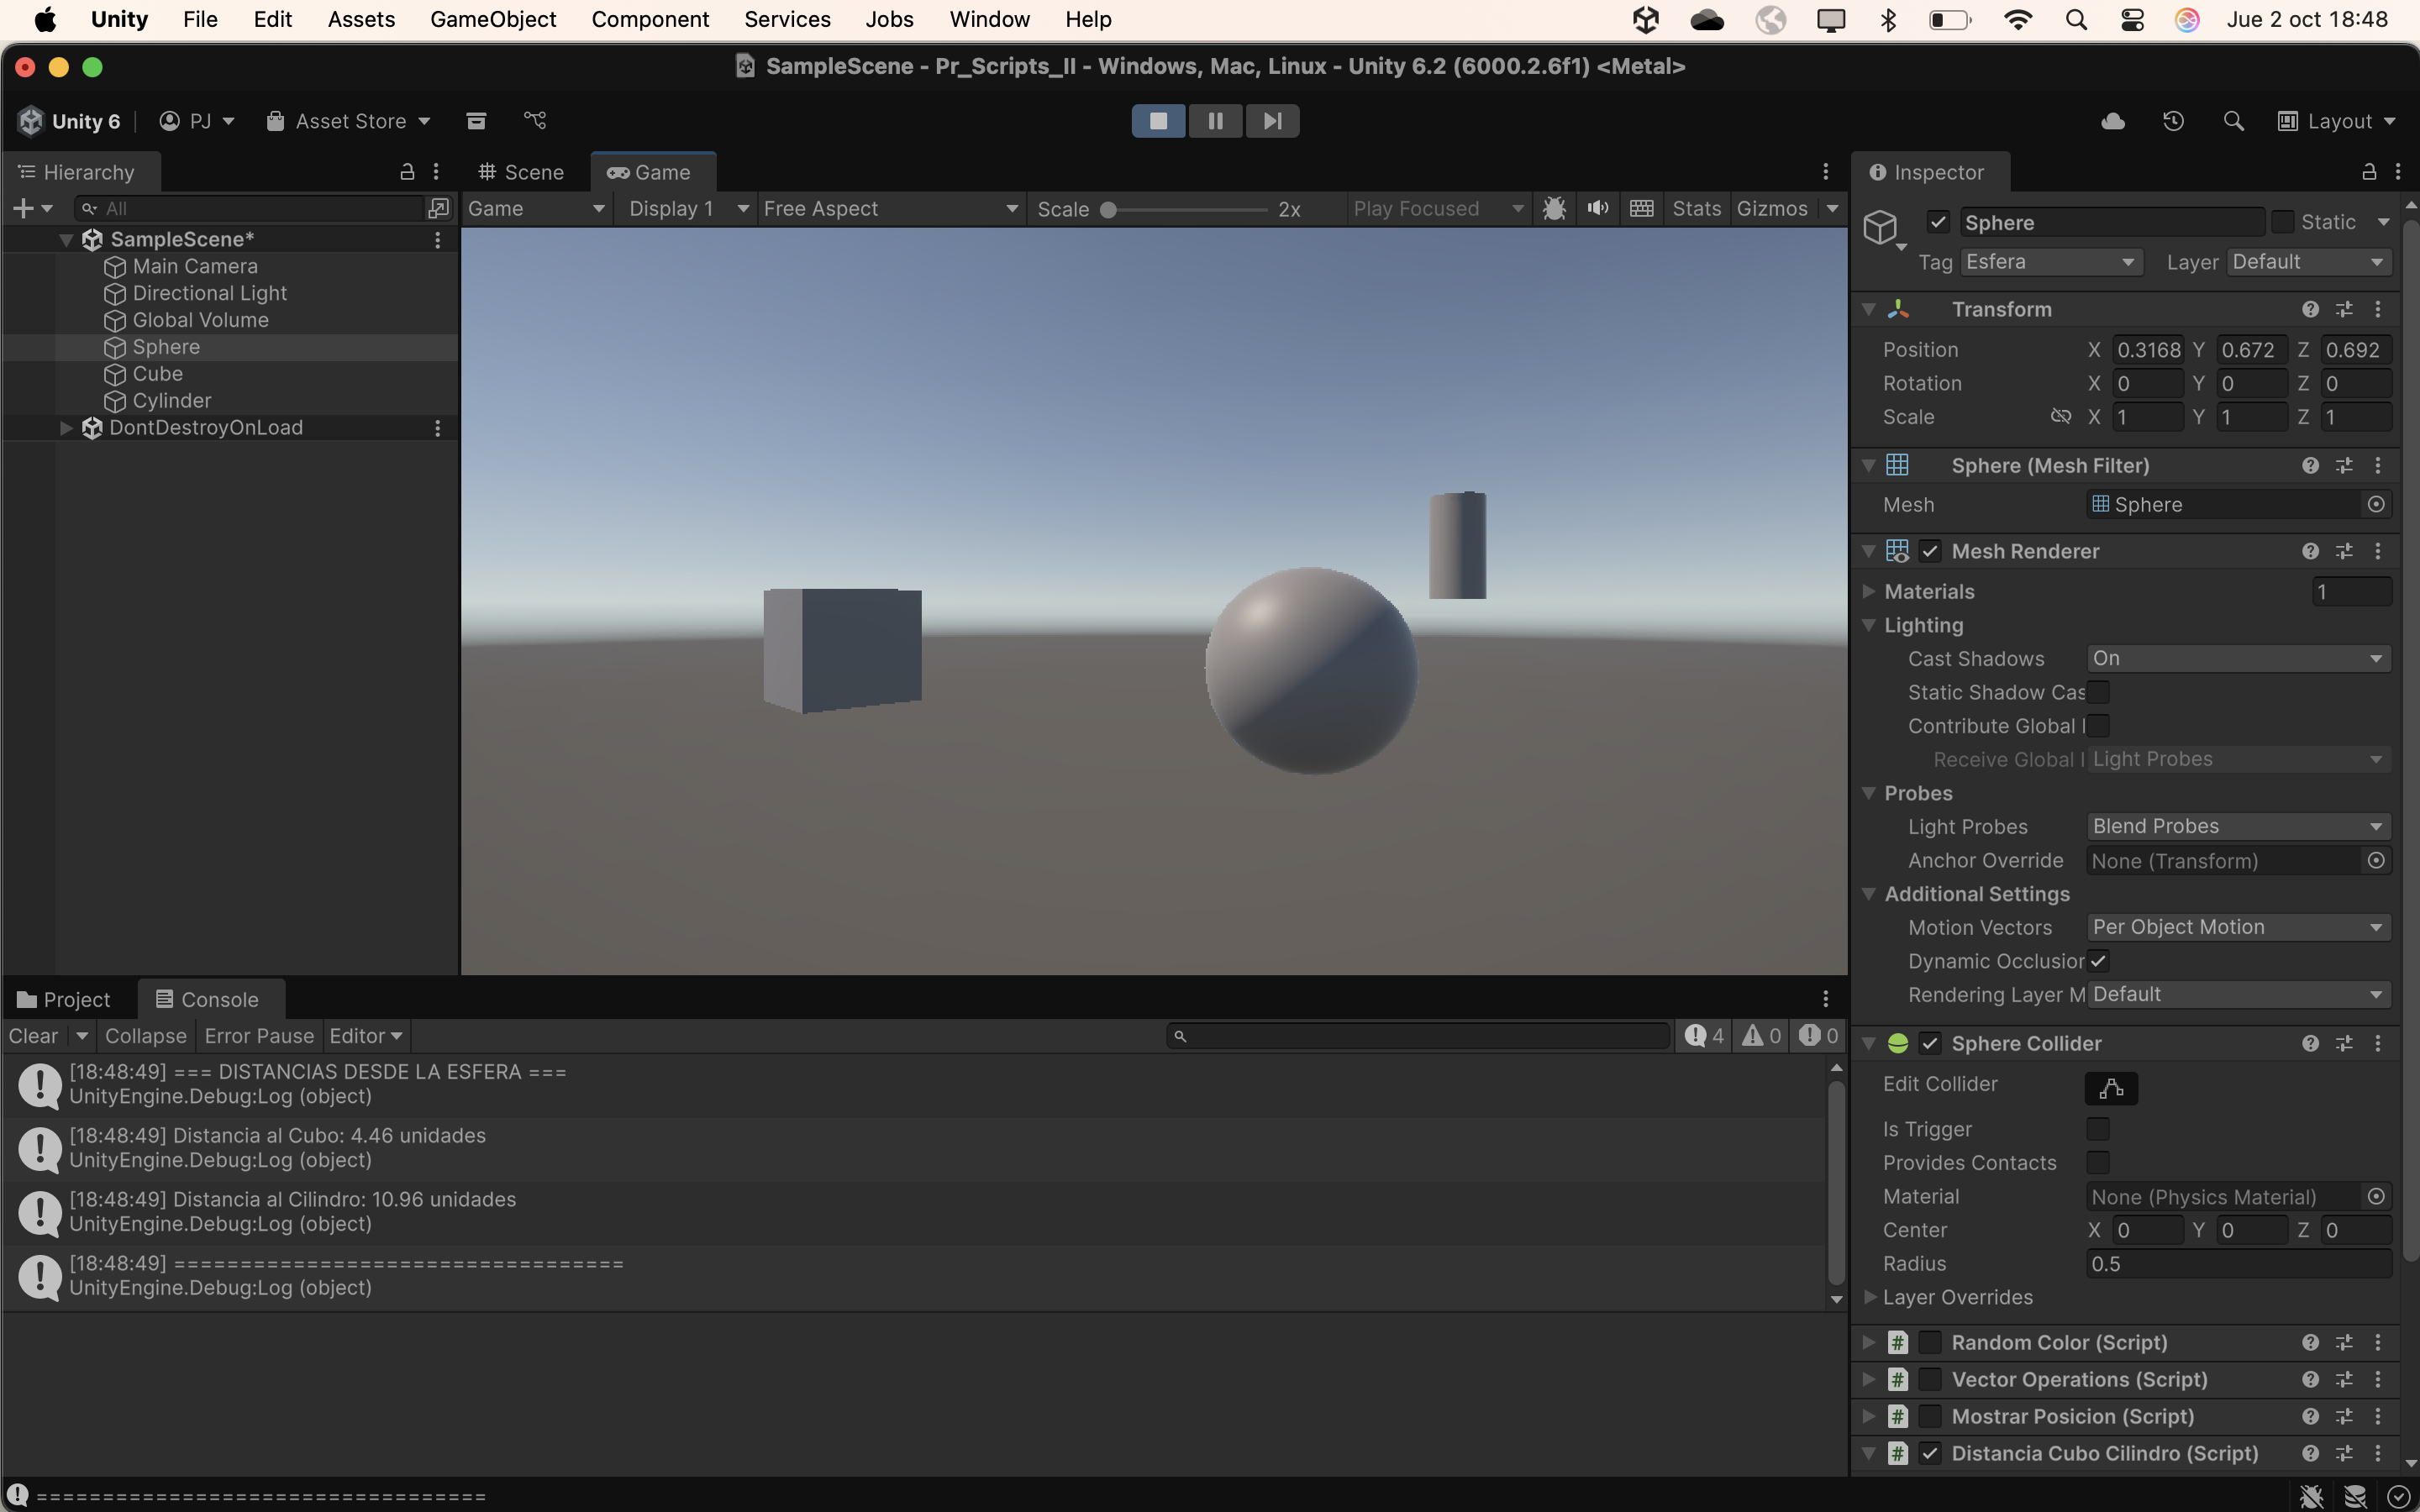 Unity File Edit Assets GameObject Component Services Jobs Window Help Jue 2 oct 18:48
SampleScene - Pr_Scripts_II - Windows, Mac, Linux - Unity 6.2 (6000.2.6f1) <Metal>
Unity 6 PJ Asset Store Layout
Hierarchy
All
SampleScene*
Main Camera
Directional Light
Global Volume
Sphere
Cube
Cylinder
DontDestroyOnLoad
Scene Game
Game Display 1 Free Aspect Scale 2x Play Focused Stats Gizmos
Project Console
Clear Collapse Error Pause Editor 4 0 0
[18:48:49] === DISTANCIAS DESDE LA ESFERA ===
UnityEngine.Debug:Log (object)
[18:48:49] Distancia al Cubo: 4.46 unidades
UnityEngine.Debug:Log (object)
[18:48:49] Distancia al Cilindro: 10.96 unidades
UnityEngine.Debug:Log (object)
[18:48:49] ==================================
UnityEngine.Debug:Log (object)
==================================
Inspector
Sphere Static
Tag Esfera Layer Default
Transform
Position X 0.3168 Y 0.672 Z 0.692
Rotation X 0 Y 0 Z 0
Scale X 1 Y 1 Z 1
Sphere (Mesh Filter)
Mesh Sphere
Mesh Renderer
Materials 1
Lighting
Cast Shadows On
Static Shadow Cas
Contribute Global I
Receive Global I Light Probes
Probes
Light Probes Blend Probes
Anchor Override None (Transform)
Additional Settings
Motion Vectors Per Object Motion
Dynamic Occlusion
Rendering Layer M Default
Sphere Collider
Edit Collider
Is Trigger
Provides Contacts
Material None (Physics Material)
Center X 0 Y 0 Z 0
Radius 0.5
Layer Overrides
# Random Color (Script)
# Vector Operations (Script)
# Mostrar Posicion (Script)
# Distancia Cubo Cilindro (Script)